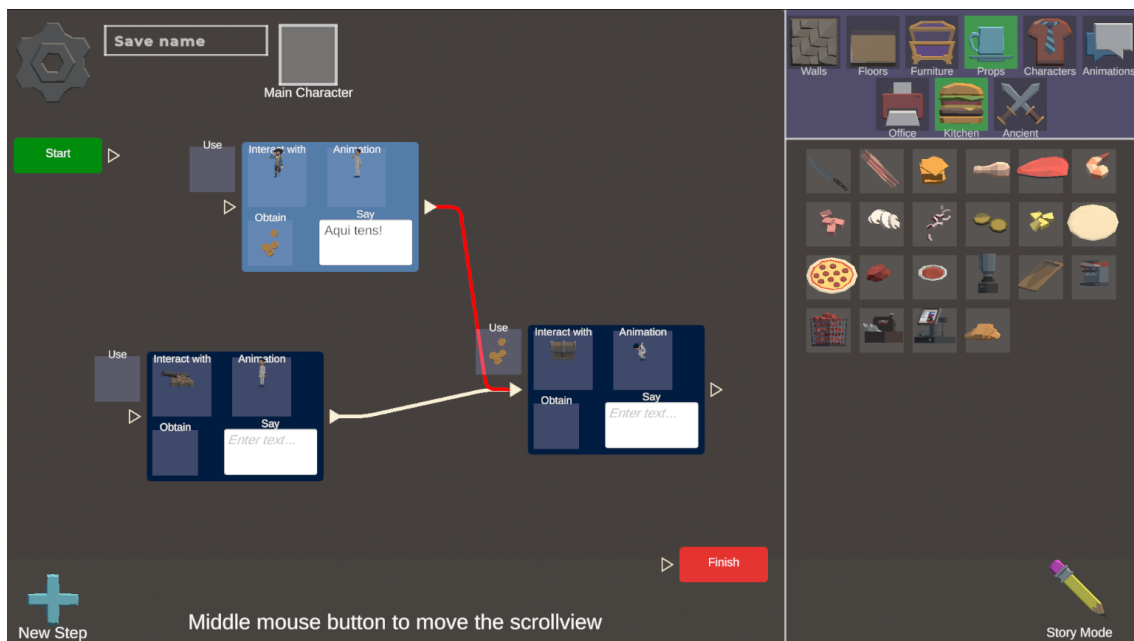 Save name
Main Character
Start
Use
Interact with
Animation
Obtain
Say
Aqui tens!
Use
Interact with
Animation
Obtain
Say
Enter text...
Use
Interact with
Animation
Obtain
Say
Enter text...
Finish
New Step
Middle mouse button to move the scrollview
Walls
Floors
Furniture
Props
Characters
Animations
Office
Kitchen
Ancient
Story Mode